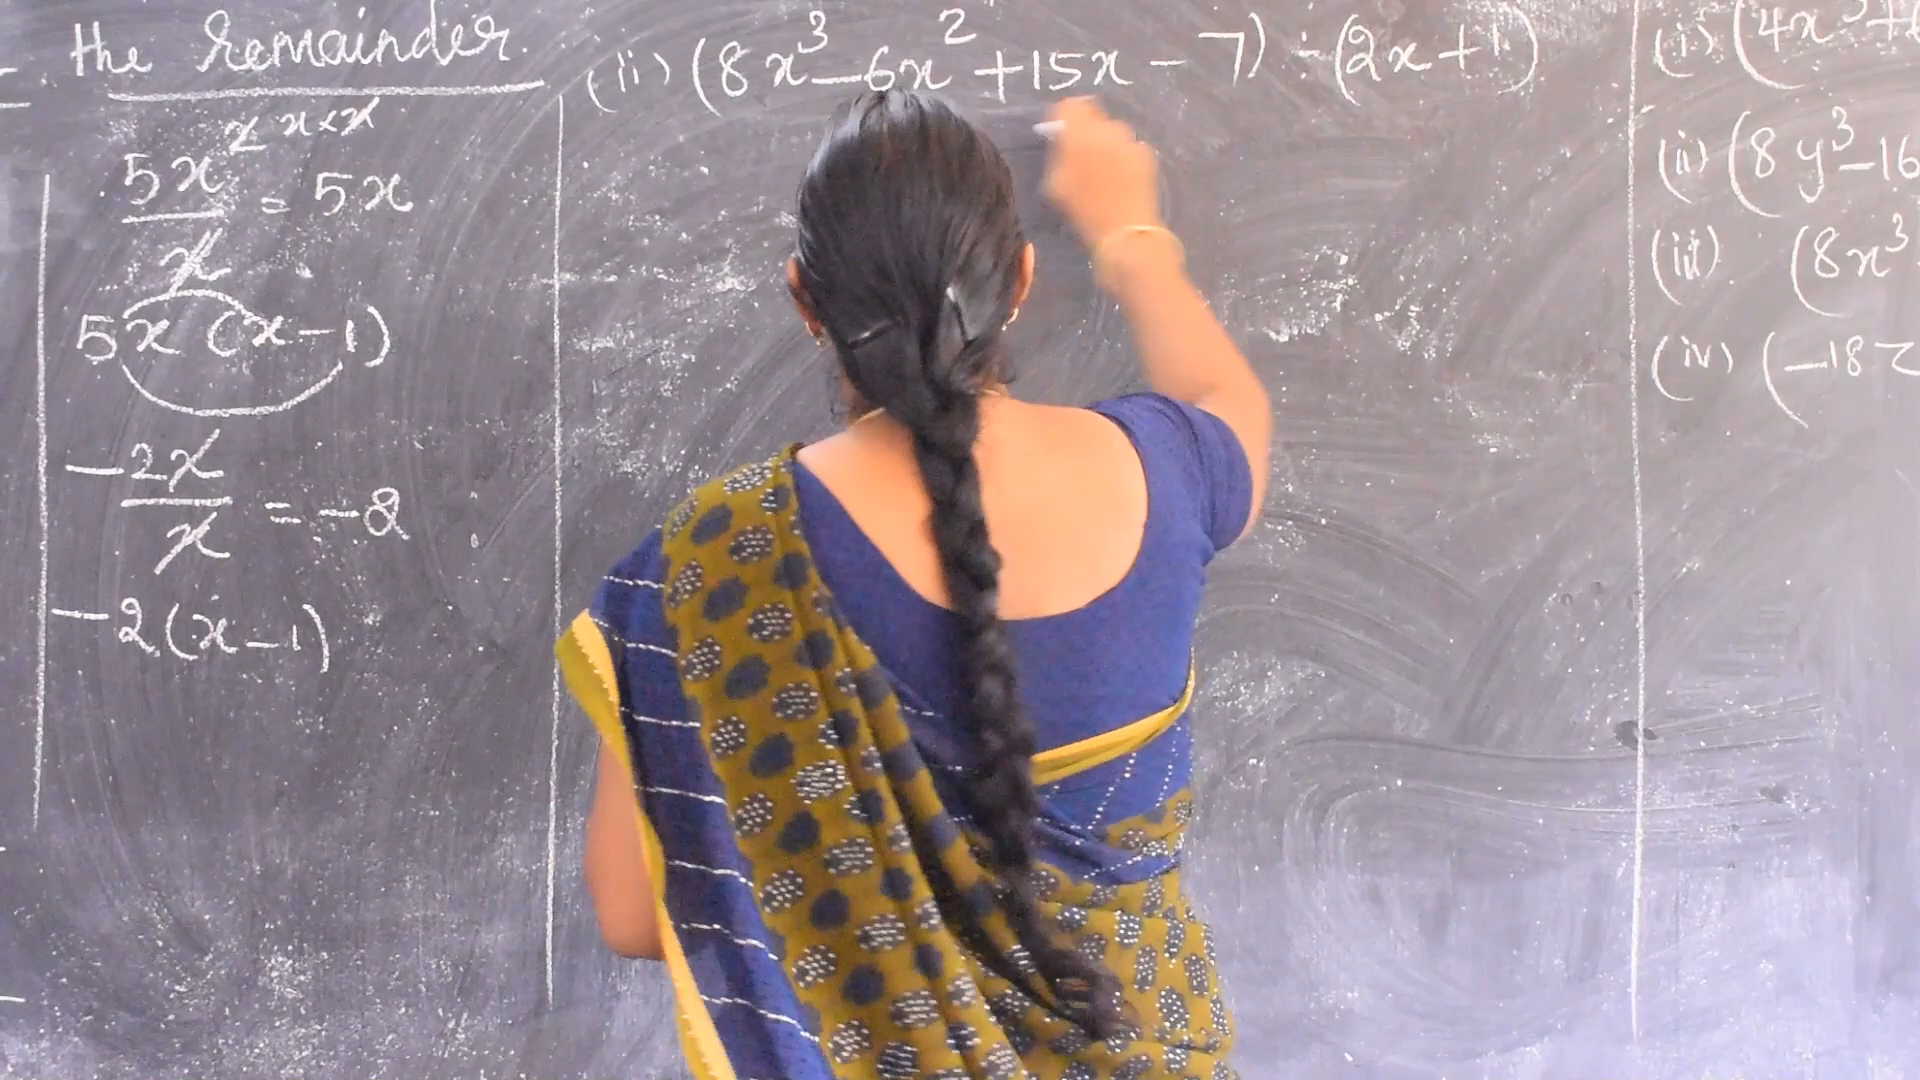 the Remainder
x x × x
5x² / x = 5x
5x (x – 1)
–2x / x = –2
–2 (x – 1)
(ii) (8x³ – 6x² + 15x – 7) ÷ (2x + 1)
(i) (4x³ +
(ii) (8y³ – 16
(iii) (8x³
(iv) (–18z